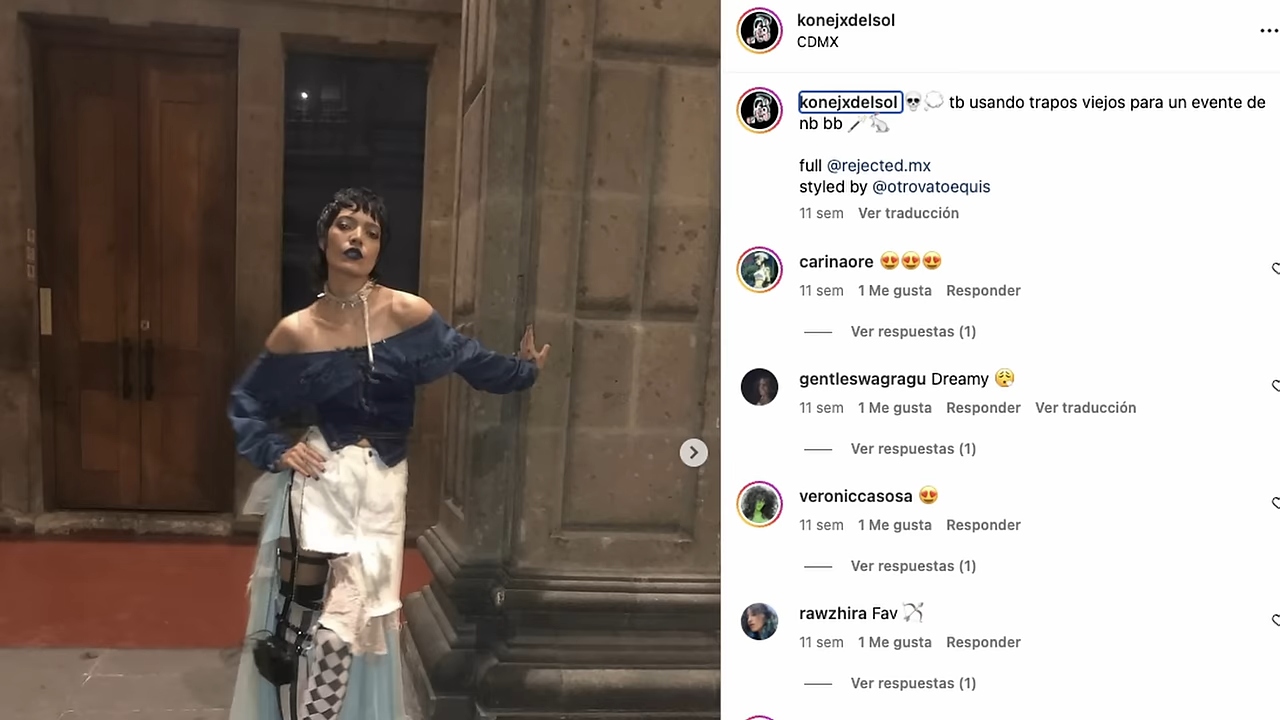 konejxdelsol
CDMX
konejxdelsol 💀💭 tb usando trapos viejos para un evente de
nb bb 🪄🐇
full @rejected.mx
styled by @otrovatoequis
11 sem Ver traducción
carinaore 😍😍😍
11 sem 1 Me gusta Responder
Ver respuestas (1)
gentleswagragu Dreamy 😮‍💨
11 sem 1 Me gusta Responder Ver traducción
Ver respuestas (1)
veroniccasosa 😍
11 sem 1 Me gusta Responder
Ver respuestas (1)
rawzhira Fav 🏹
11 sem 1 Me gusta Responder
Ver respuestas (1)